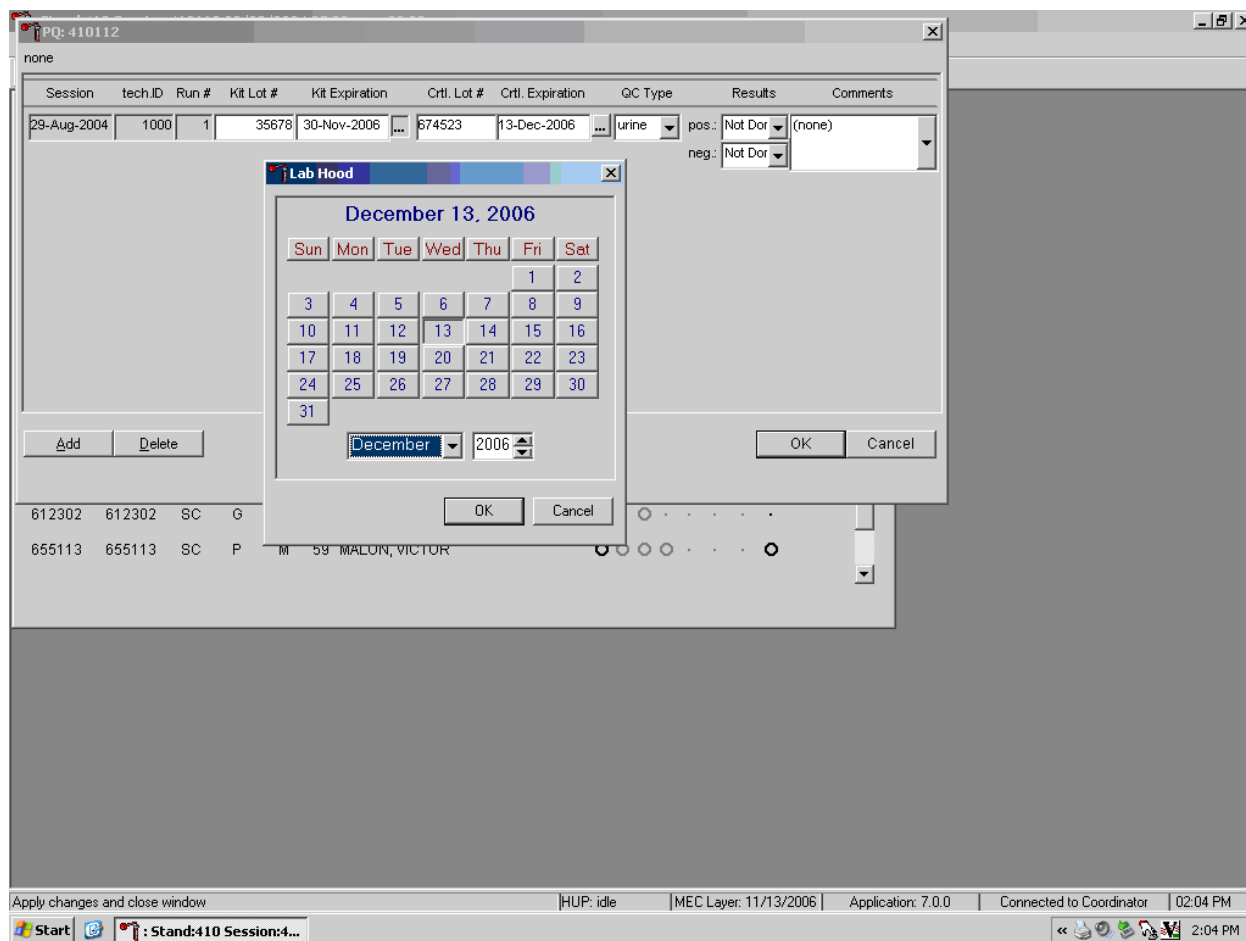 PQ: 410112
none
Session tech.ID Run # Kit Lot # Kit Expiration Crtl. Lot # Crtl. Expiration QC Type Results Comments
29-Aug-2004 1000 1 35678 30-Nov-2006 ... 674523 13-Dec-2006 ... urine pos.: Not Dor (none)
neg.: Not Dor
Lab Hood
December 13, 2006
Sun Mon Tue Wed Thu Fri Sat
1 2
3 4 5 6 7 8 9
10 11 12 13 14 15 16
17 18 19 20 21 22 23
24 25 26 27 28 29 30
31
December 2006
Add Delete OK Cancel
OK Cancel
612302 612302 SC G
655113 655113 SC P M 59 MALON, VICTOR
Apply changes and close window HUP: idle MEC Layer: 11/13/2006 Application: 7.0.0 Connected to Coordinator 02:04 PM
Start : Stand:410 Session:4... « 2:04 PM